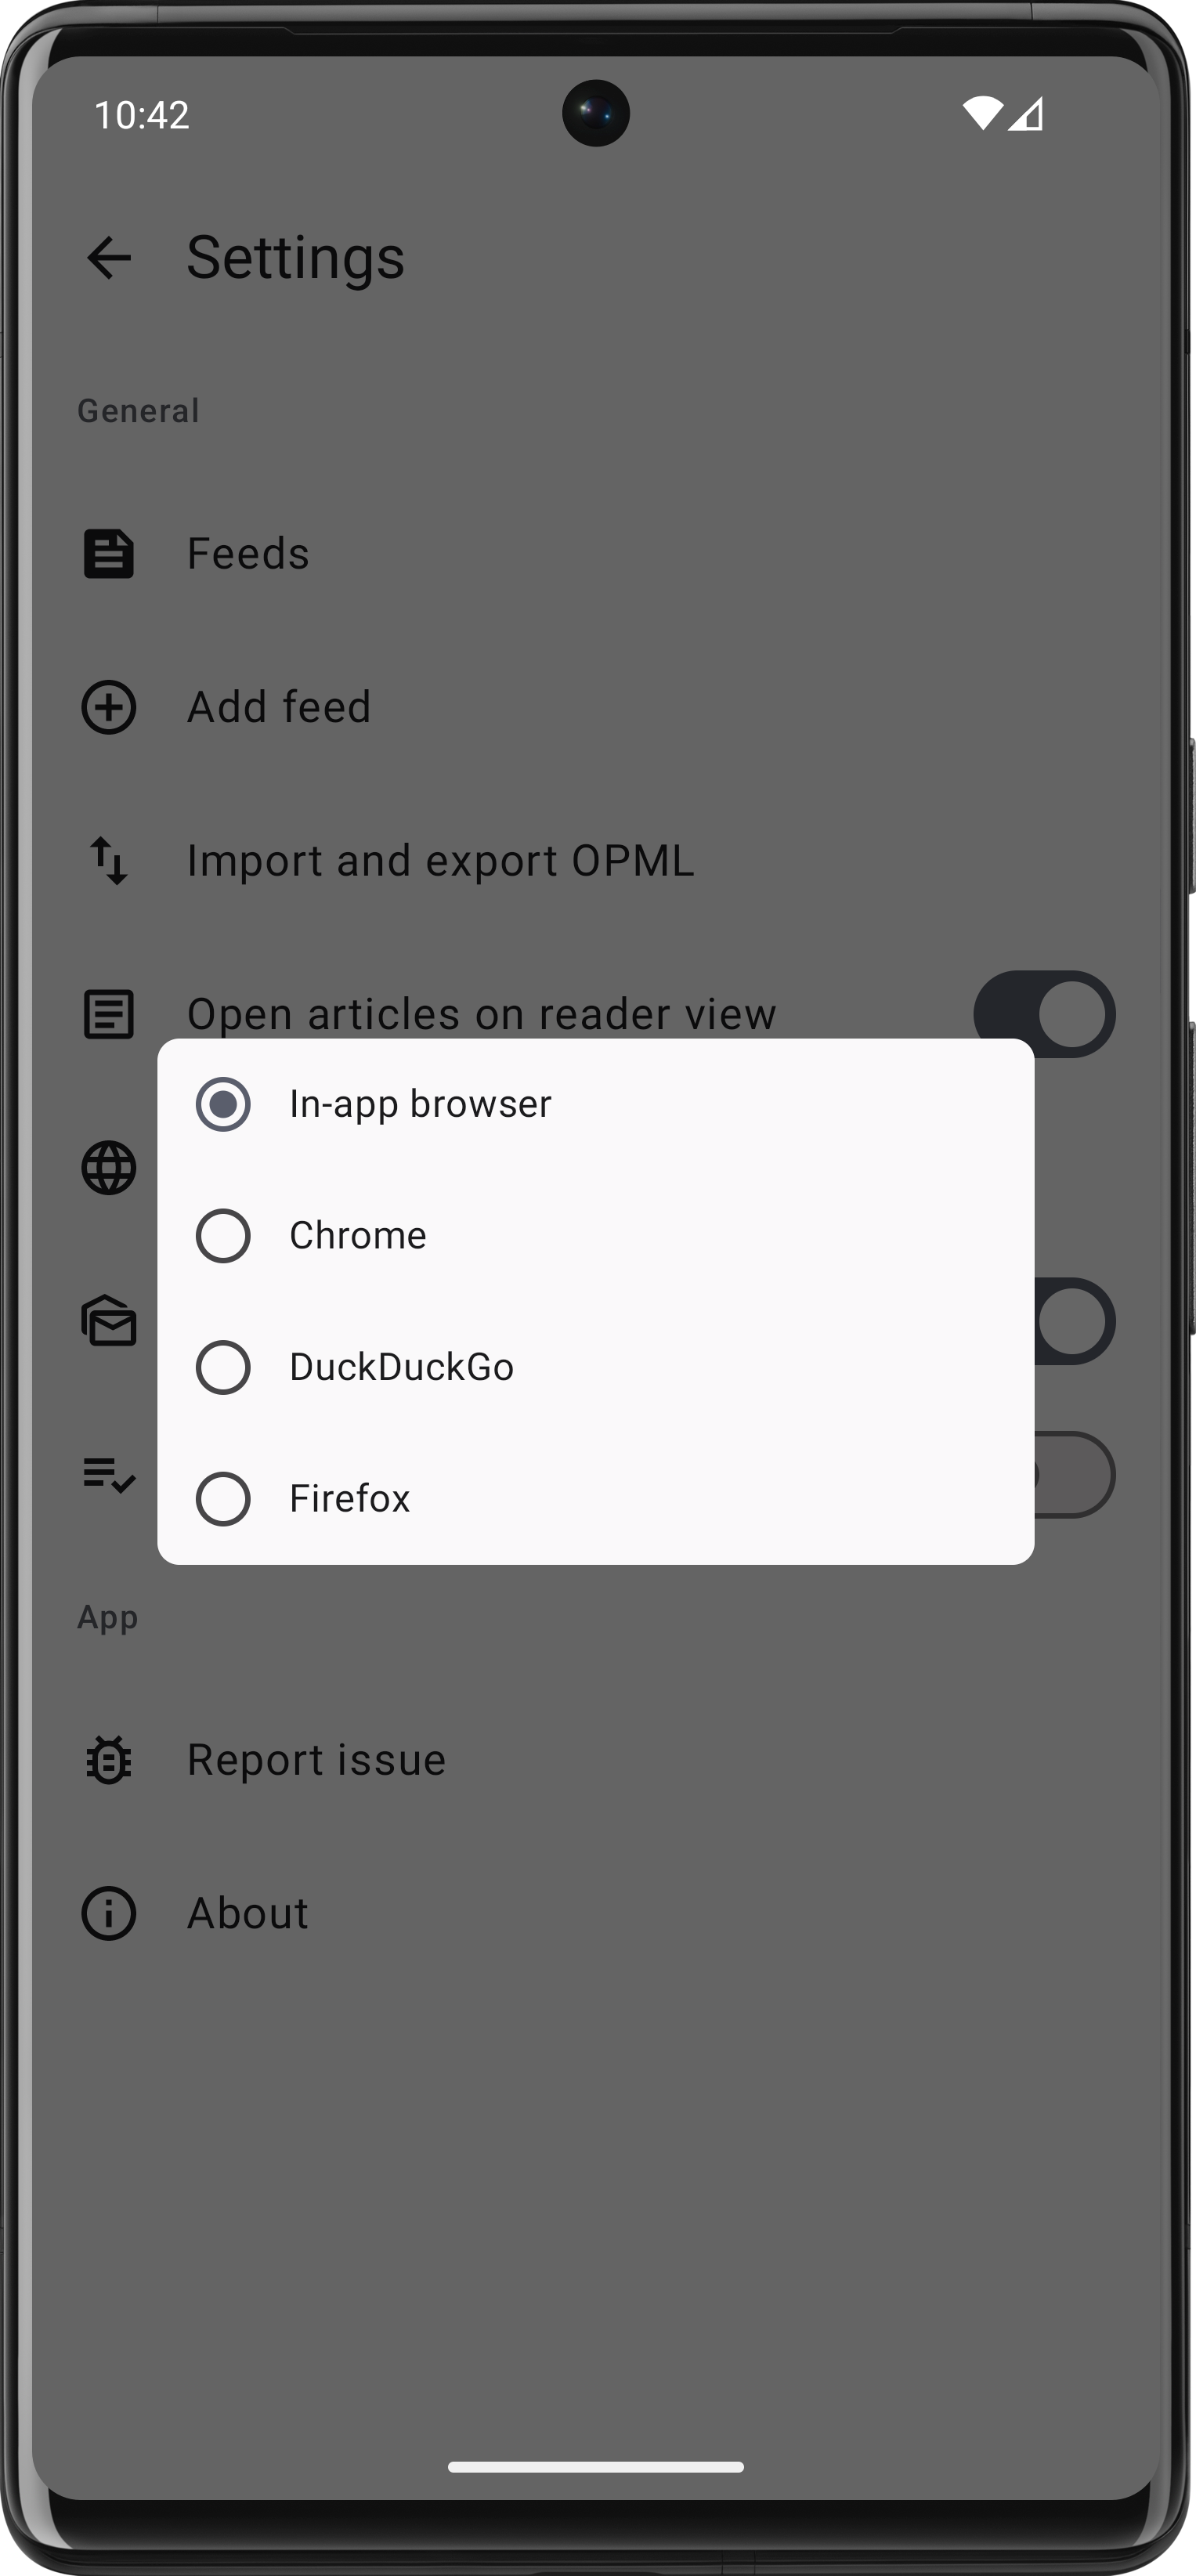 10:42
Settings
General
Feeds
Add feed
Import and export OPML
Open articles on reader view
In-app browser
Chrome
DuckDuckGo
Firefox
App
Report issue
About